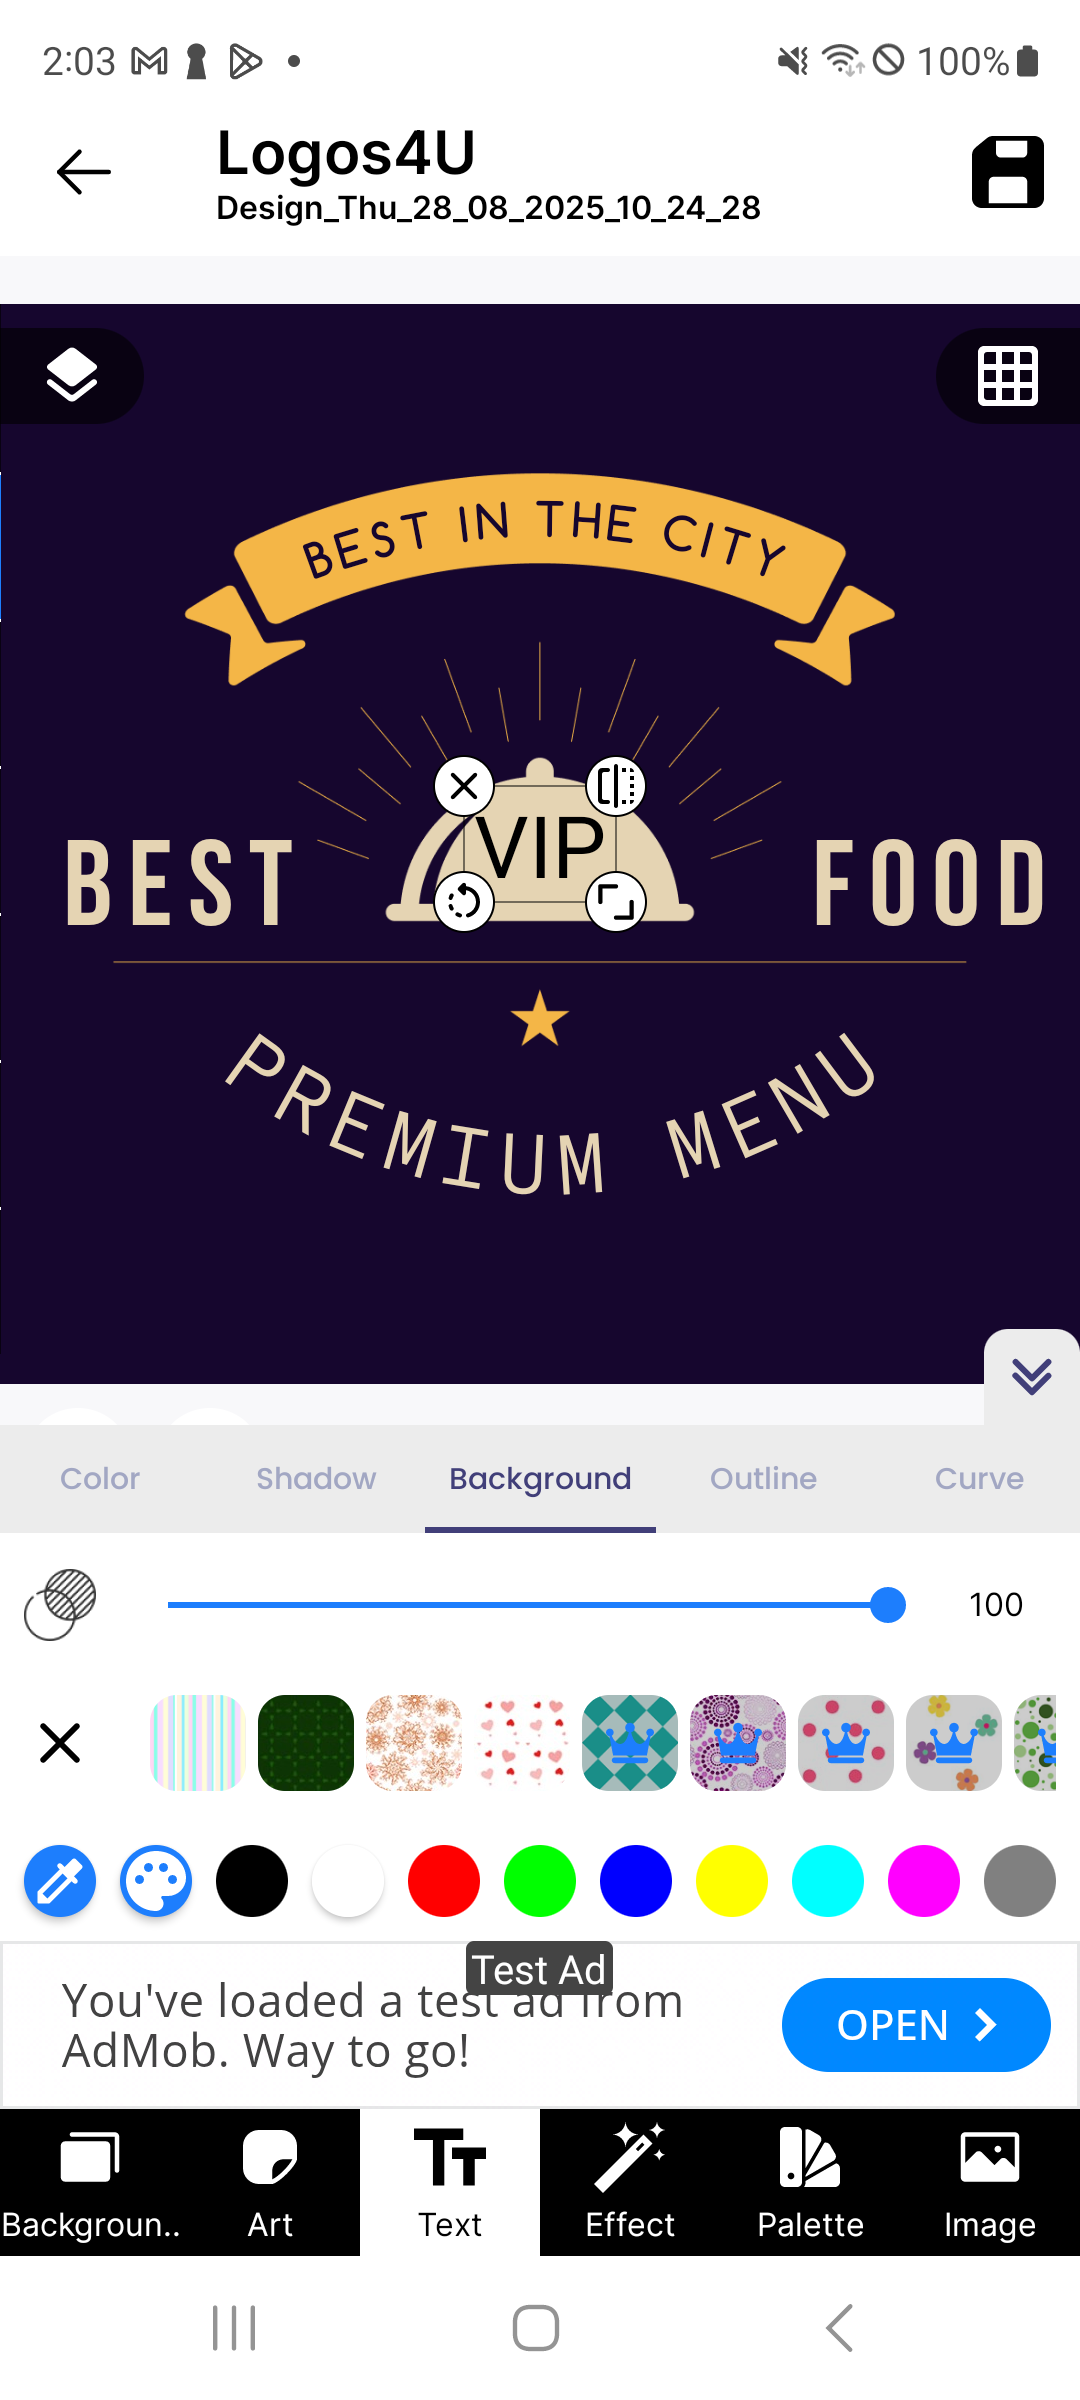 2:03
100%
Logos4U
Design_Thu_28_08_2025_10_24_28
BEST IN THE CITY
VIP
BEST
FOOD
PREMIUM MENU
Color Shadow Background Outline Curve
100
Test Ad
You've loaded a test ad from
AdMob. Way to go!
OPEN
Backgroun.. Art Text Effect Palette Image